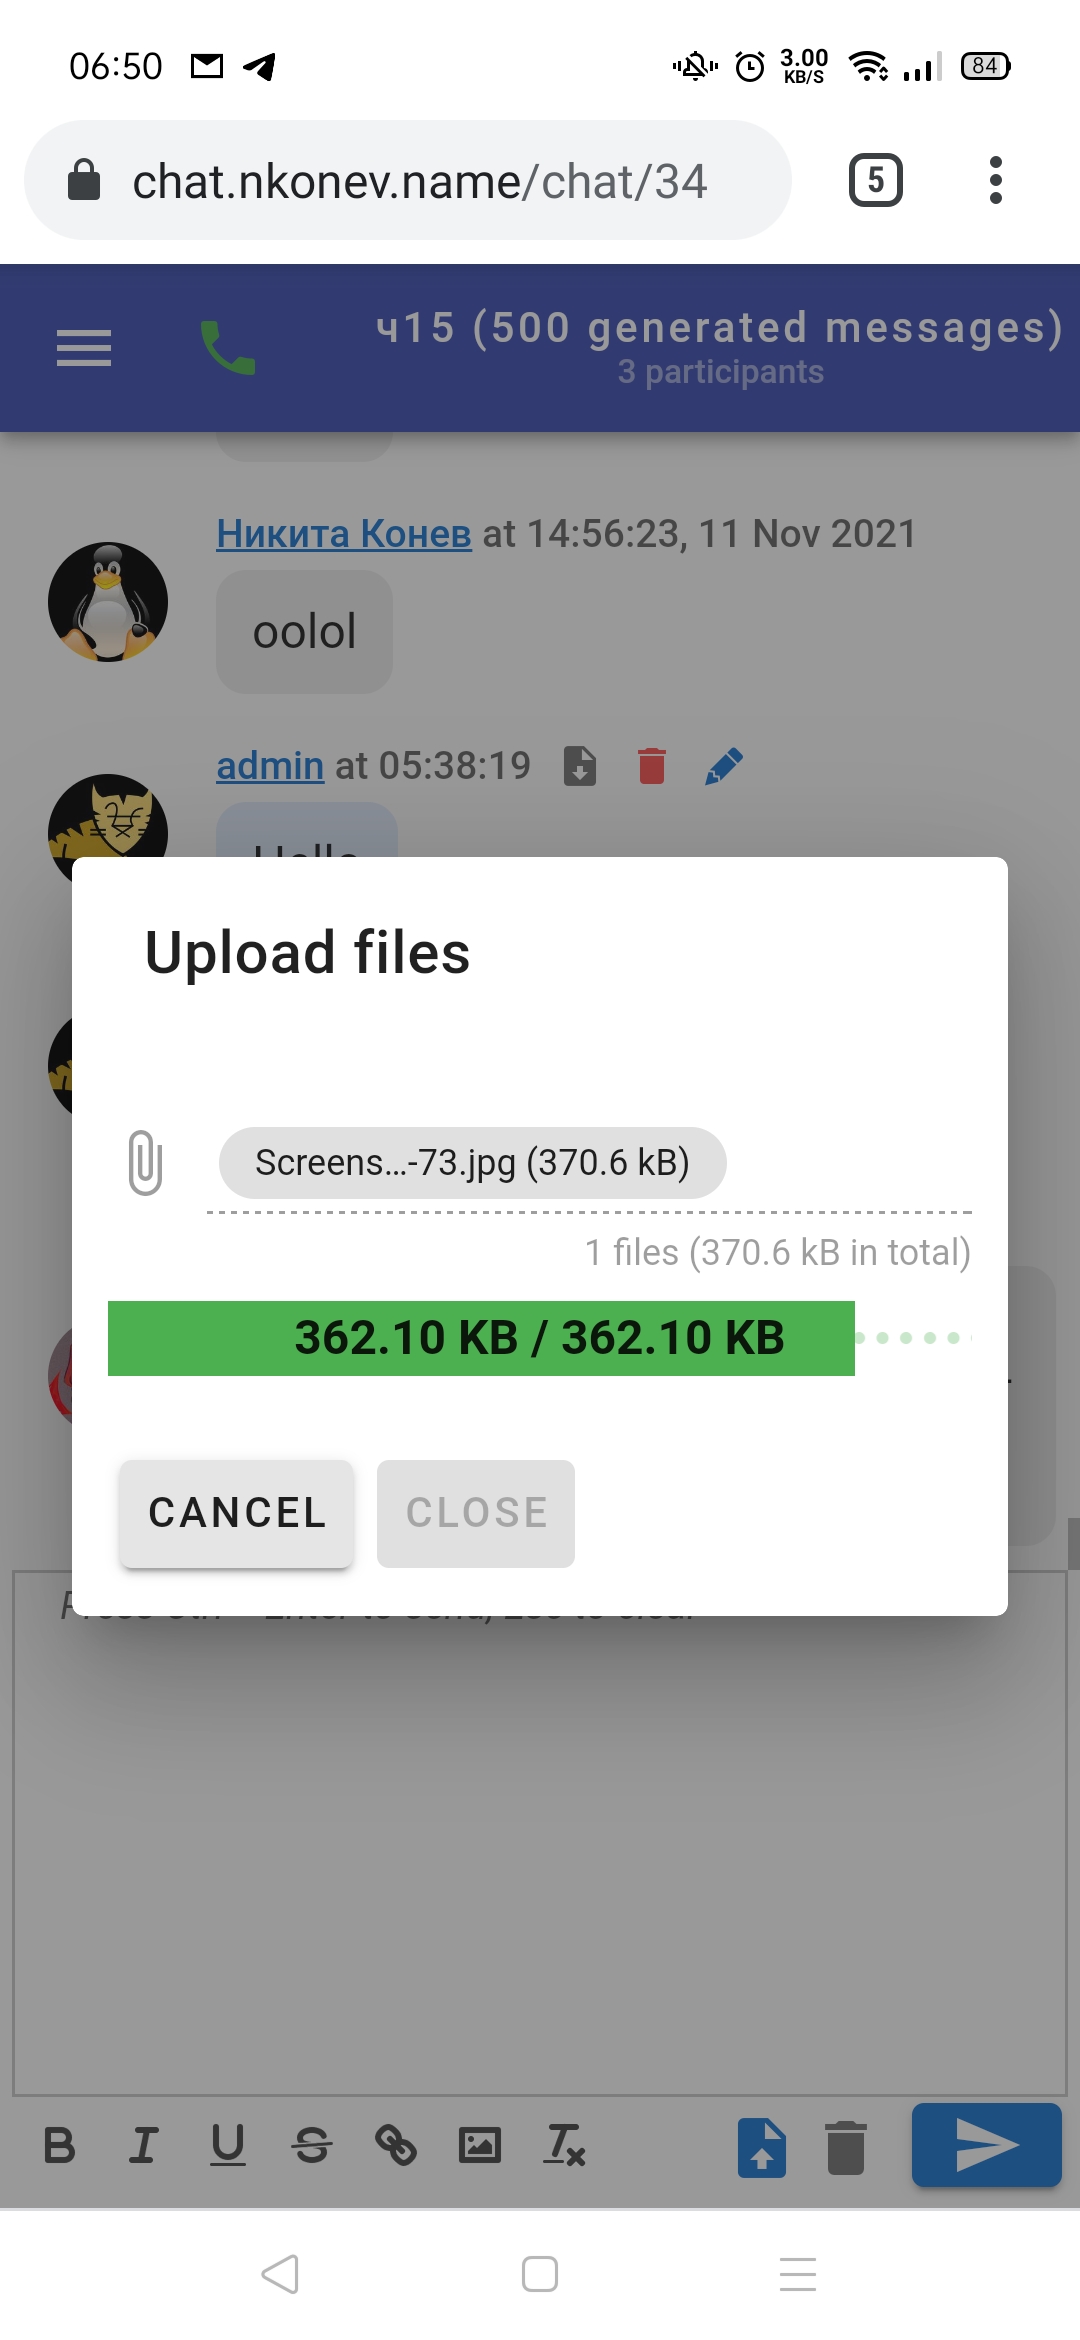 06:50 3.00 KB/S 84
chat.nkonev.name/chat/34 5
ч15 (500 generated messages)
3 participants
Никита Конев at 14:56:23, 11 Nov 2021
oolol
admin at 05:38:19
Hello
Upload files
Screens...-73.jpg (370.6 kB)
1 files (370.6 kB in total)
362.10 KB / 362.10 KB
CANCEL CLOSE
B I U S T